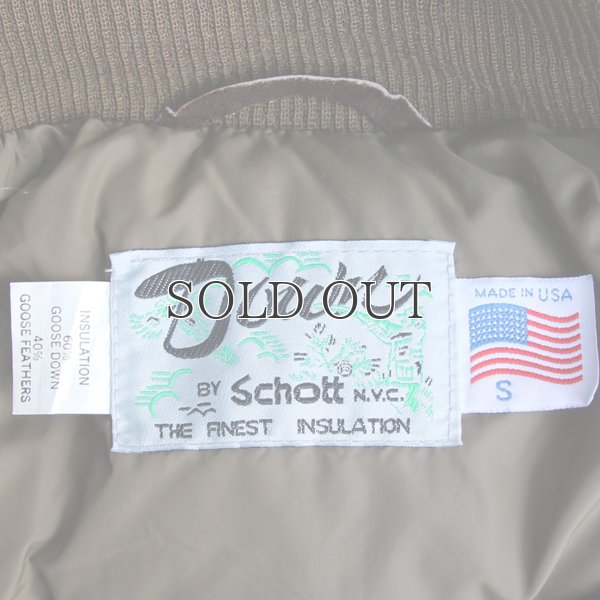 SOLD OUT
INSULATION
60%
GOOSE DOWN
40%
GOOSE FEATHERS
BY Schott N.Y.C.
THE FINEST INSULATION
MADE IN USA
S